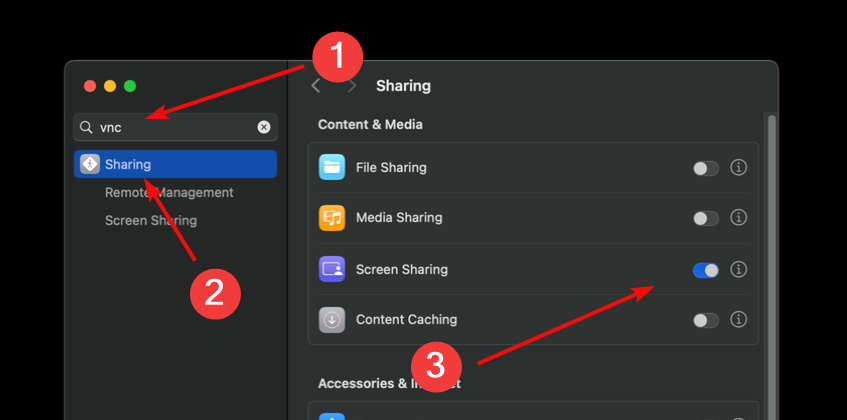 1
Sharing
vnc
Content & Media
Sharing
File Sharing
Remote Management
Media Sharing
Screen Sharing
Screen Sharing
2
Content Caching
3
Accessories &